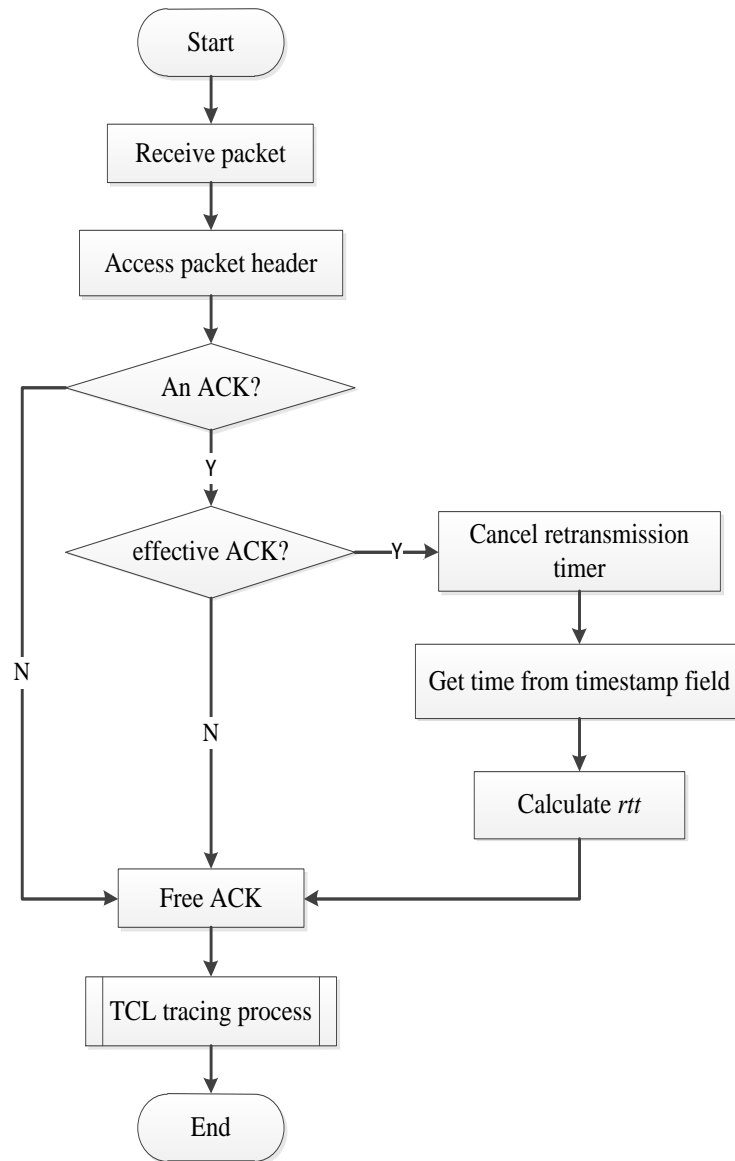 Start
Receive packet
Access packet header
An ACK?
Y
effective ACK?
Y
Cancel retransmission
timer
Get time from timestamp field
N
N
Calculate rtt
Free ACK
TCL tracing process
End